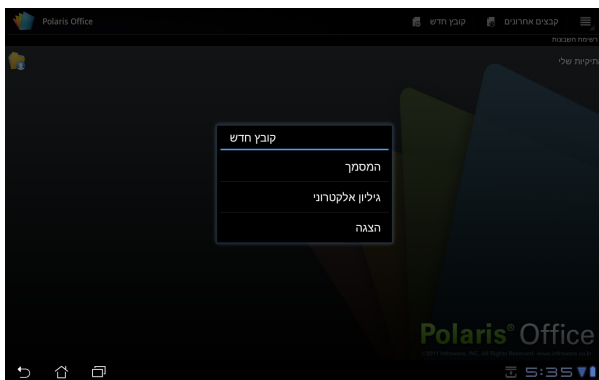 Polaris Office
קובץ חדש
קבצים אחרונים
רשימת חשבונות
תיקיות שלי
קובץ חדש
המסמך
גיליון אלקטרוני
הצגה
Polaris® Office
5:35